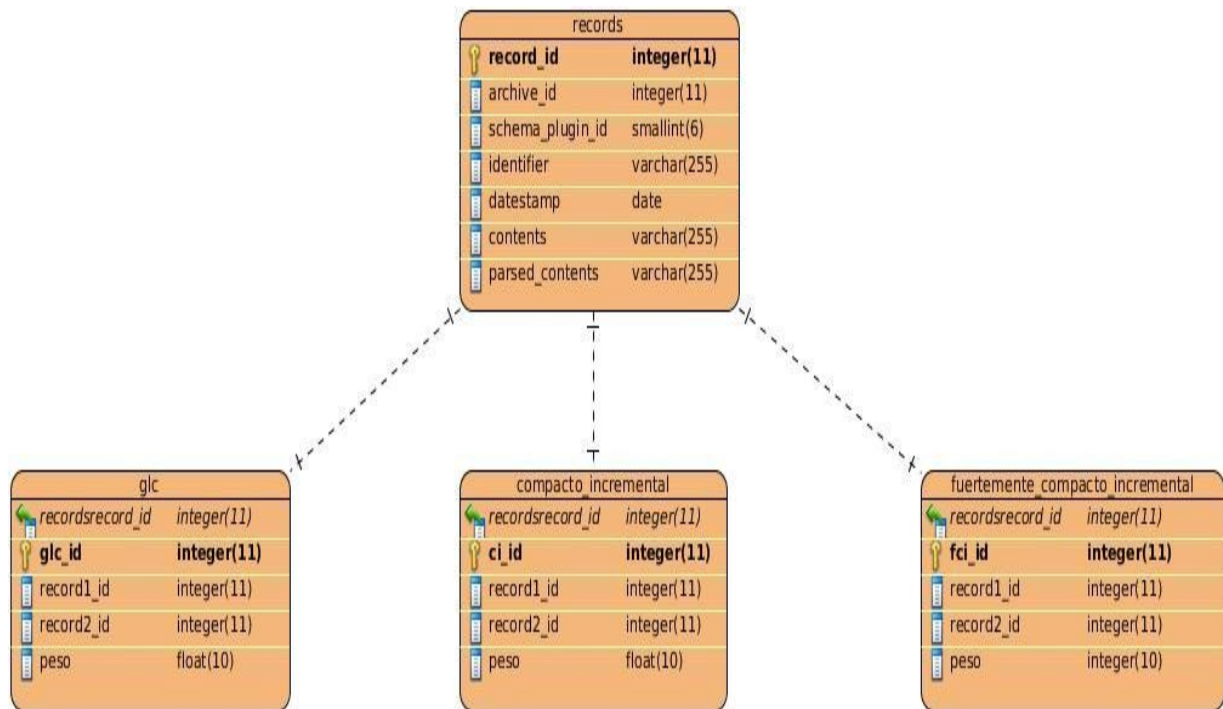 records
record_id integer(11)
archive_id integer(11)
schema_plugin_id smallint(6)
identifier varchar(255)
datestamp date
contents varchar(255)
parsed_contents varchar(255)
glc
recordsrecord_id integer(11)
glc_id integer(11)
record1_id integer(11)
record2_id integer(11)
peso float(10)
compacto_incremental
recordsrecord_id integer(11)
ci_id integer(11)
record1_id integer(11)
record2_id integer(11)
peso float(10)
fuertemente_compacto_incremental
recordsrecord_id integer(11)
fci_id integer(11)
record1_id integer(11)
record2_id integer(11)
peso integer(10)